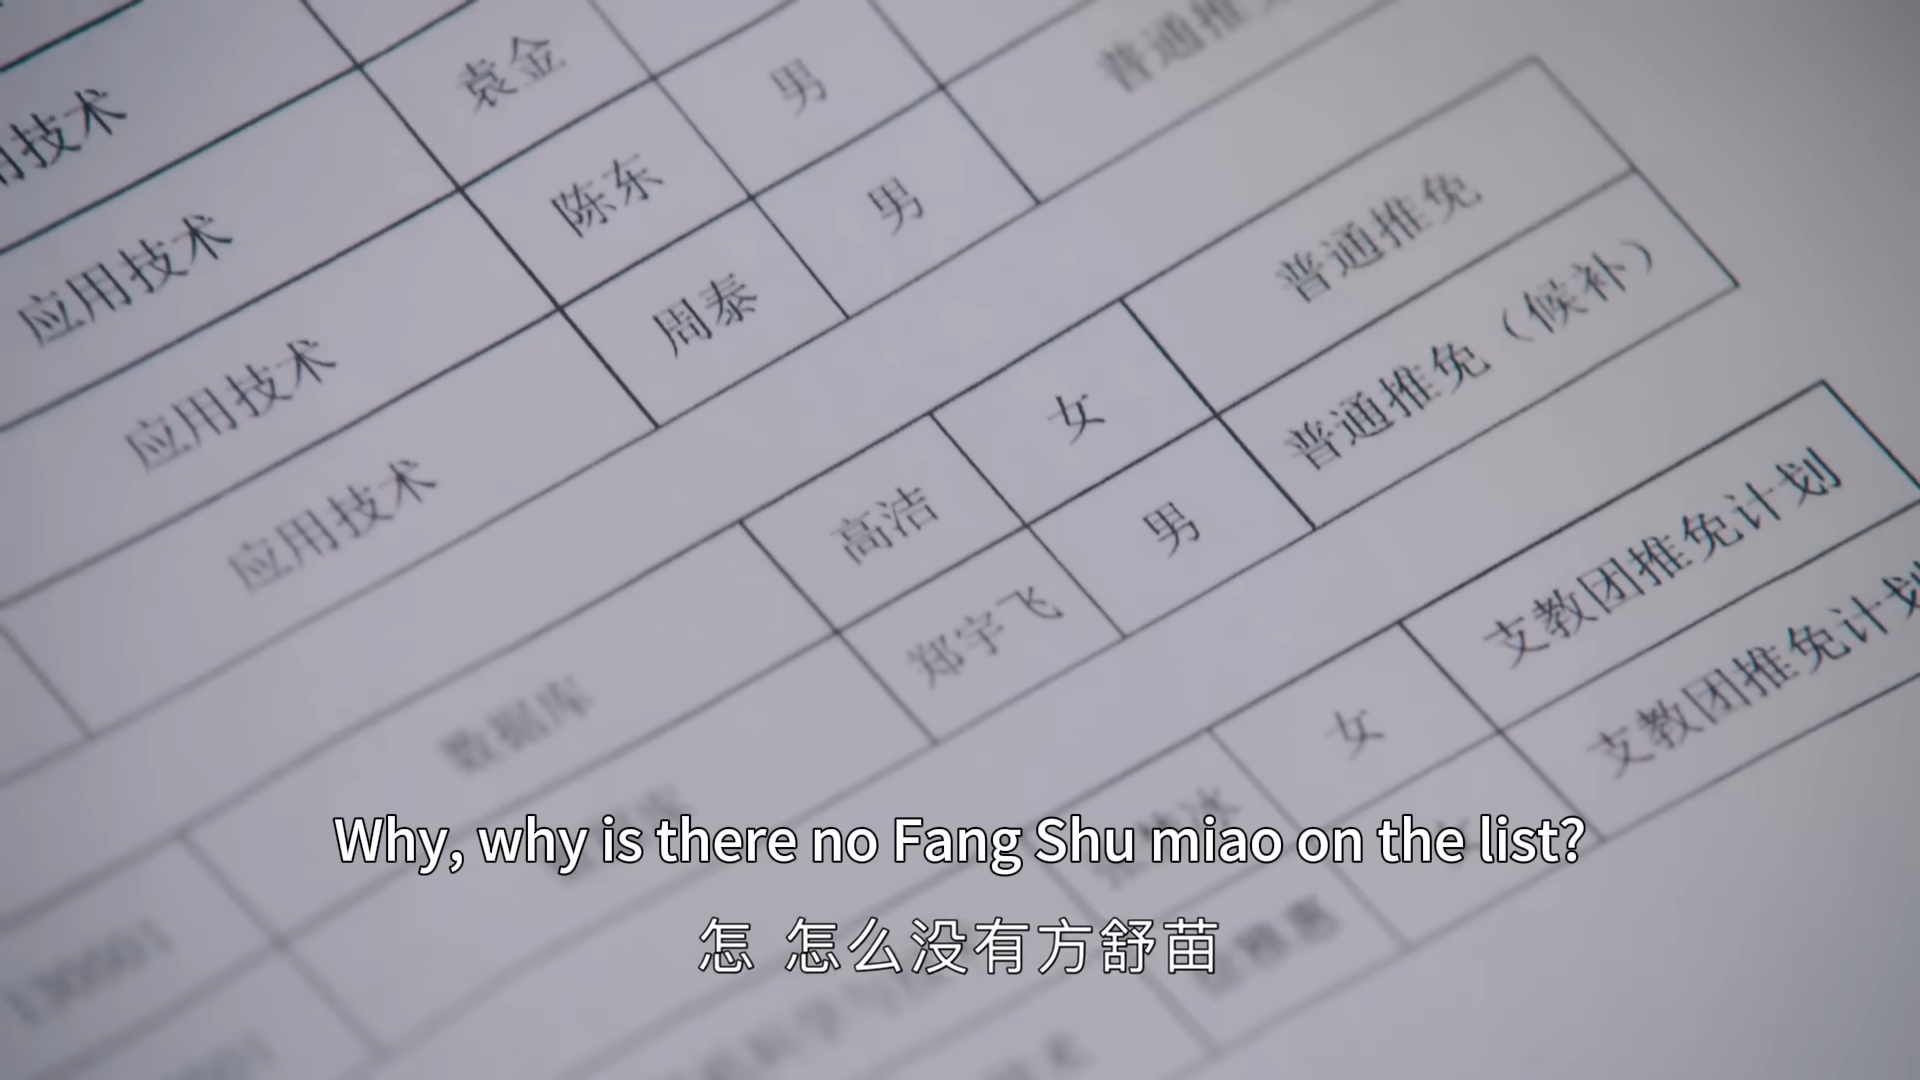 袁金 男 普通推
用技术 陈东 男
应用技术 周泰
应用技术
应用技术
高洁 女 普通推免
数据库 郑宇飞 男 普通推免（候补）
女 支教团推免计划
支教团推免计划
Why, why is there no Fang Shu miao on the list?
怎 怎么没有方舒苗